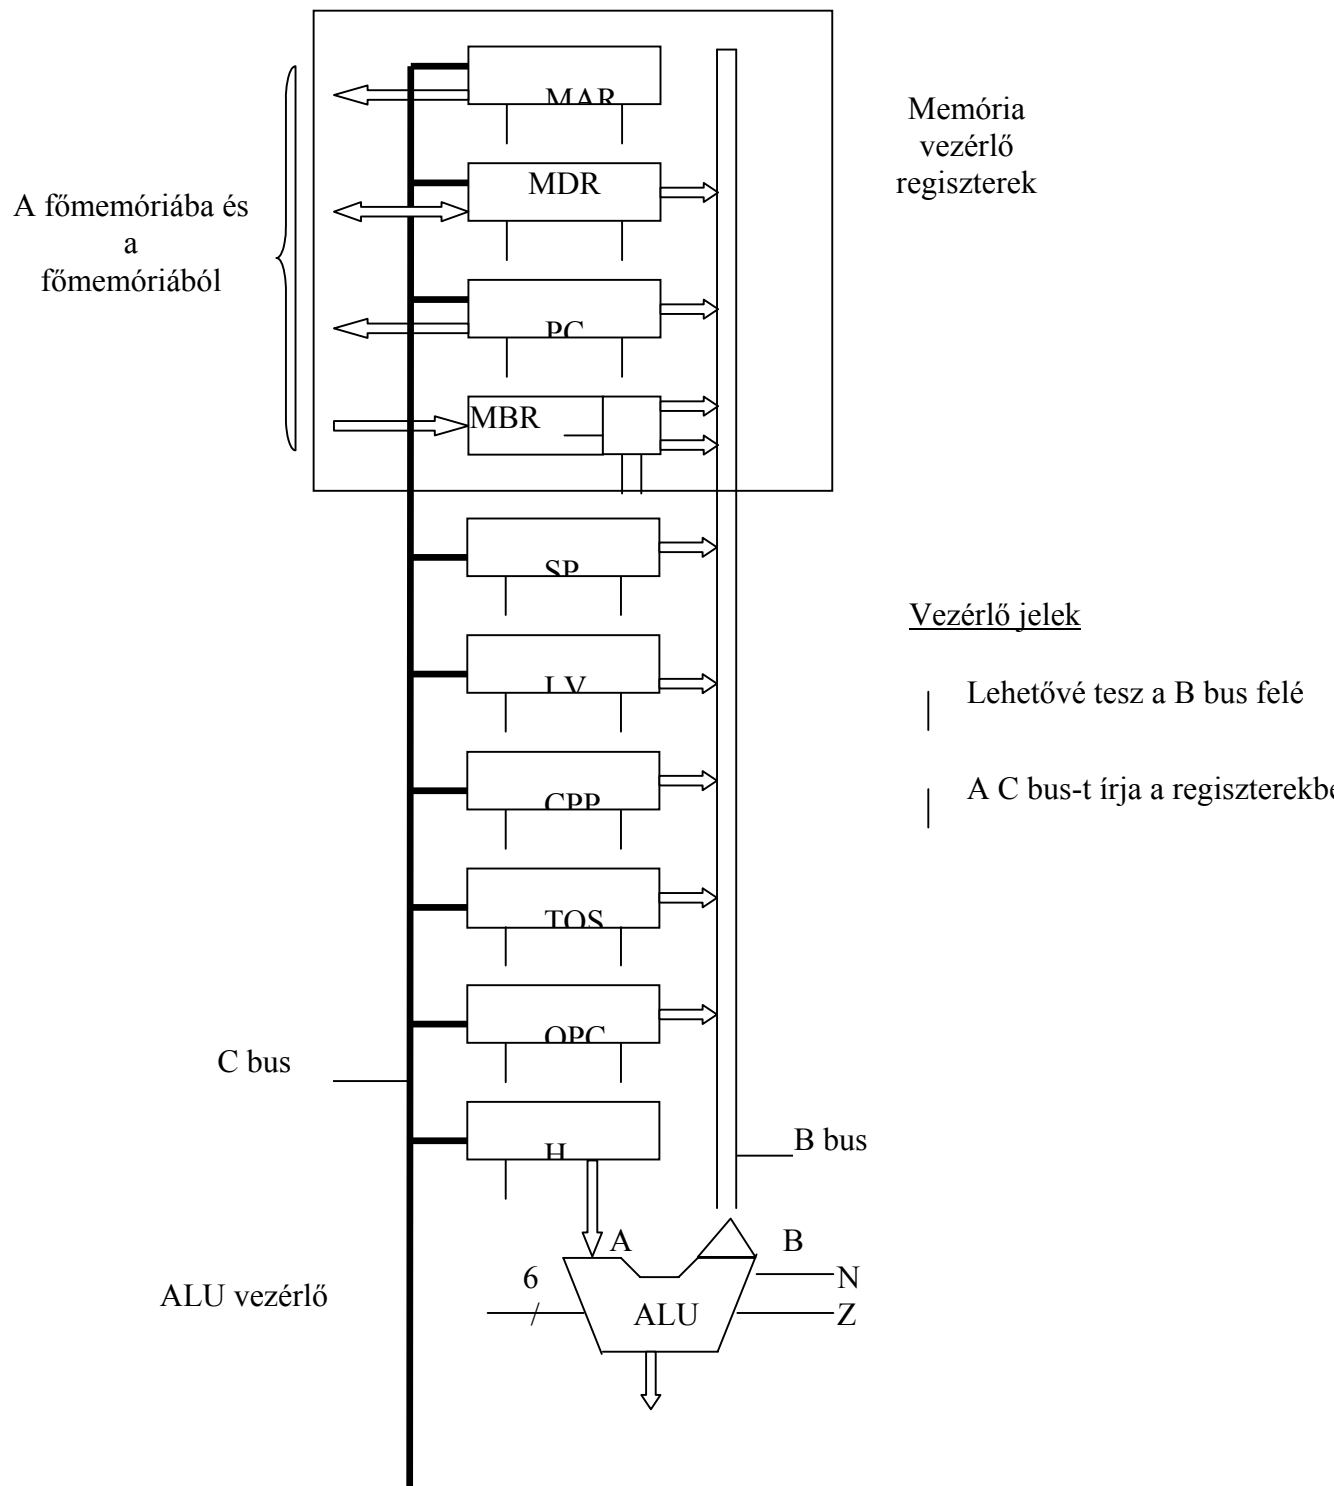 MAR
Memória
vezérlő
regiszterek
MDR
A főmemóriába és
a
főmemóriából
PC
MBR
SP
Vezérlő jelek
LV
Lehetővé tesz a B bus felé
CPP
A C bus-t írja a regiszterekbe
TOS
OPC
C bus
H
B bus
A
B
6
N
ALU vezérlő
ALU
Z